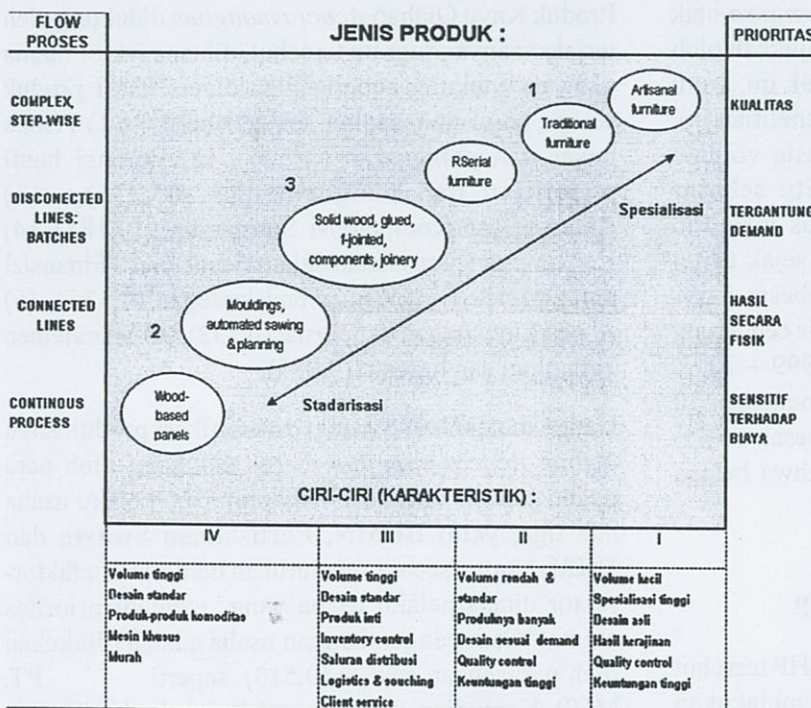 FLOW
PROSES
JENIS PRODUK :
PRIORITAS
COMPLEX,
STEP-WISE
DISCONECTED
LINES:
BATCHES
CONNECTED
LINES
CONTINOUS
PROCESS
Artisanal
furniture
Traditional
furniture
RSerial
furniture
3
Solid wood, glued,
f-jointed,
components, joinery
2
Mouldings,
automated sawing
& planning
Wood-
based
panels
Spesialisasi
Stadarisasi
KUALITAS
TERGANTUNG
DEMAND
HASIL
SECARA
FISIK
SENSITIF
TERHADAP
BIAYA
CIRI-CIRI (KARAKTERISTIK) :
IV
Volume tinggi
Desain standar
Produk-produk komoditas
Mesin khusus
Murah
III
Volume tinggi
Desain standar
Produk inti
Inventory control
Saluran distribusi
Logistics & tracking
Client service
II
Volume rendah &
standar
Produknya banyak
Desain sesuai demand
Quality control
Keuntungan tinggi
I
Volume kecil
Spesialisasi tinggi
Desain asli
Hasil kerajinan
Quality control
Keuntungan tinggi